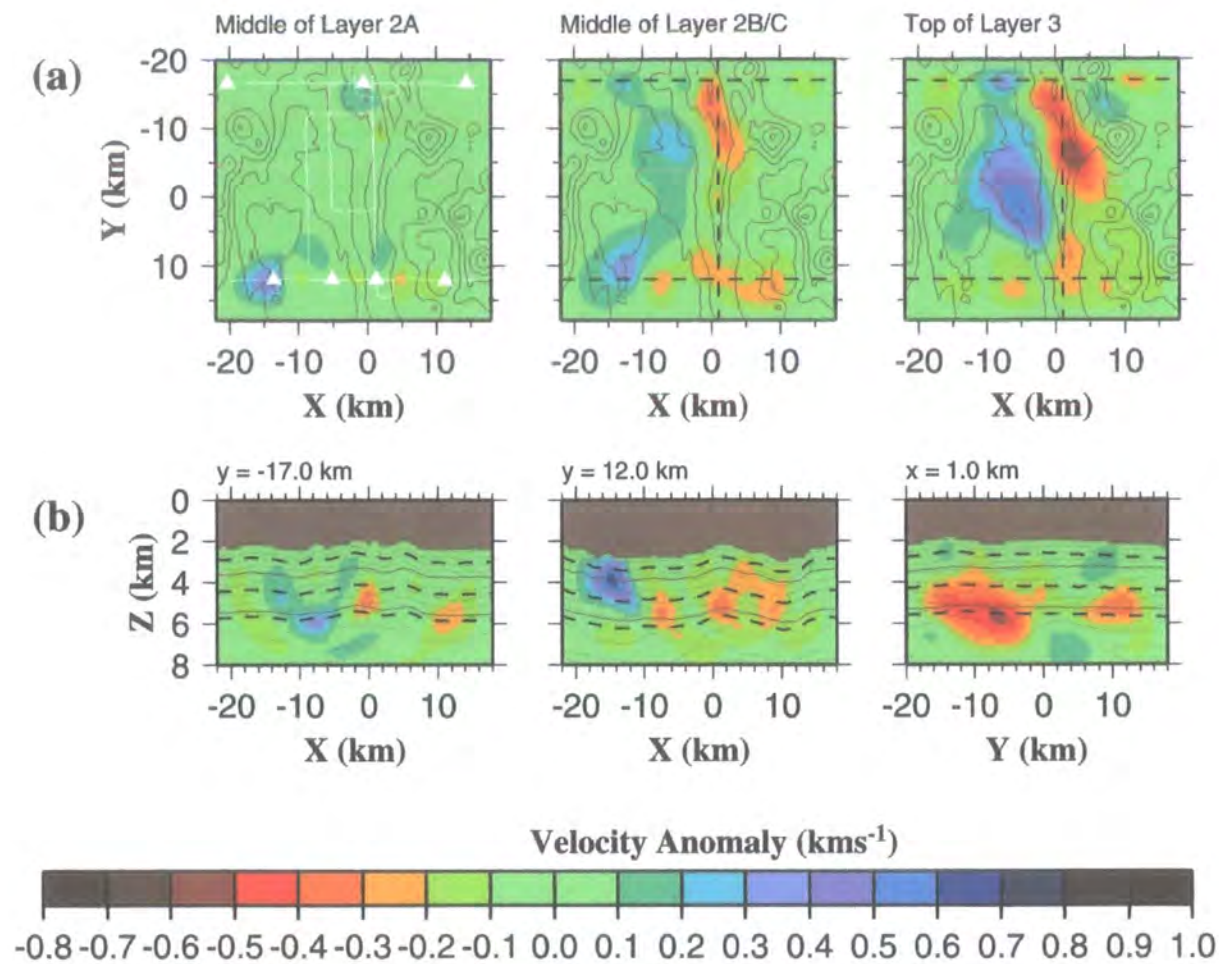 Middle of Layer 2A
Middle of Layer 2B/C
Top of Layer 3
(a)
-20
-10
0
10
Y (km)
-20 -10 0 10
-20 -10 0 10
-20 -10 0 10
X (km)
X (km)
X (km)
y = -17.0 km
y = 12.0 km
x = 1.0 km
(b)
0
2
4
6
8
Z (km)
-20 -10 0 10
-20 -10 0 10
-20 -10 0 10
X (km)
X (km)
Y (km)
Velocity Anomaly (kms-1)
-0.8 -0.7 -0.6 -0.5 -0.4 -0.3 -0.2 -0.1 0.0 0.1 0.2 0.3 0.4 0.5 0.6 0.7 0.8 0.9 1.0